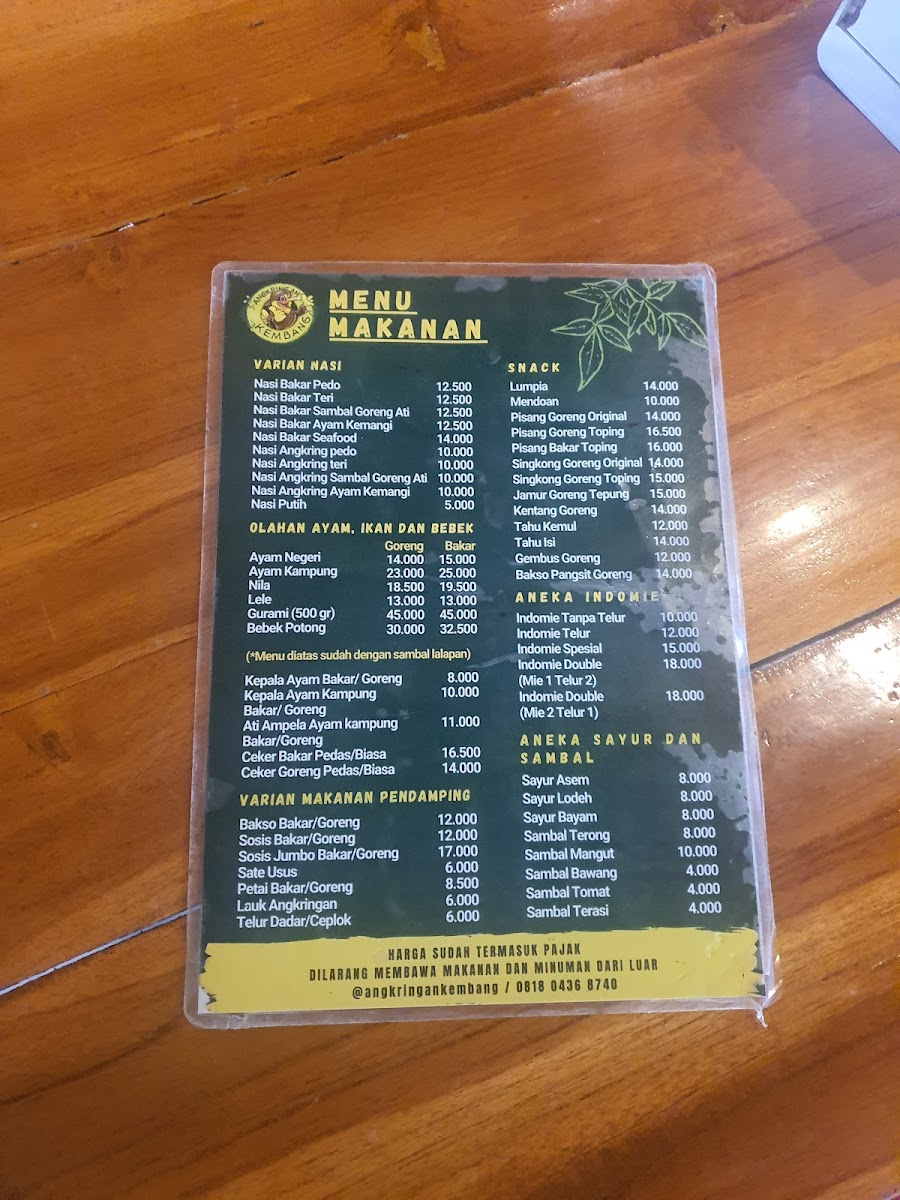 ANGKRINGAN
KEMBANG
MENU
MAKANAN
VARIAN NASI
Nasi Bakar Pedo 12.500
Nasi Bakar Teri 12.500
Nasi Bakar Sambal Goreng Ati 12.500
Nasi Bakar Ayam Kemangi 12.500
Nasi Bakar Seafood 14.000
Nasi Angkring pedo 10.000
Nasi Angkring teri 10.000
Nasi Angkring Sambal Goreng Ati 10.000
Nasi Angkring Ayam Kemangi 10.000
Nasi Putih 5.000
OLAHAN AYAM, IKAN DAN BEBEK
Goreng Bakar
Ayam Negeri 14.000 15.000
Ayam Kampung 23.000 25.000
Nila 18.500 19.500
Lele 13.000 13.000
Gurami (500 gr) 45.000 45.000
Bebek Potong 30.000 32.500
(*Menu diatas sudah dengan sambal lalapan)
Kepala Ayam Bakar/ Goreng 8.000
Kepala Ayam Kampung 10.000
Bakar/ Goreng
Ati Ampela Ayam kampung 11.000
Bakar/Goreng
Ceker Bakar Pedas/Biasa 16.500
Ceker Goreng Pedas/Biasa 14.000
VARIAN MAKANAN PENDAMPING
Bakso Bakar/Goreng 12.000
Sosis Bakar/Goreng 12.000
Sosis Jumbo Bakar/Goreng 17.000
Sate Usus 6.000
Petai Bakar/Goreng 8.500
Lauk Angkringan 6.000
Telur Dadar/Ceplok 6.000
SNACK
Lumpia 14.000
Mendoan 10.000
Pisang Goreng Original 14.000
Pisang Goreng Toping 16.500
Pisang Bakar Toping 16.000
Singkong Goreng Original 14.000
Singkong Goreng Toping 15.000
Jamur Goreng Tepung 15.000
Kentang Goreng 14.000
Tahu Kemul 12.000
Tahu Isi 14.000
Gembus Goreng 12.000
Bakso Pangsit Goreng 14.000
ANEKA INDOMIE
Indomie Tanpa Telur 10.000
Indomie Telur 12.000
Indomie Spesial 15.000
Indomie Double 18.000
(Mie 1 Telur 2)
Indomie Double 18.000
(Mie 2 Telur 1)
ANEKA SAYUR DAN
SAMBAL
Sayur Asem 8.000
Sayur Lodeh 8.000
Sayur Bayam 8.000
Sambal Terong 8.000
Sambal Mangut 10.000
Sambal Bawang 4.000
Sambal Tomat 4.000
Sambal Terasi 4.000
HARGA SUDAH TERMASUK PAJAK
DILARANG MEMBAWA MAKANAN DAN MINUMAN DARI LUAR
@angkringankembang / 0818 0436 8740